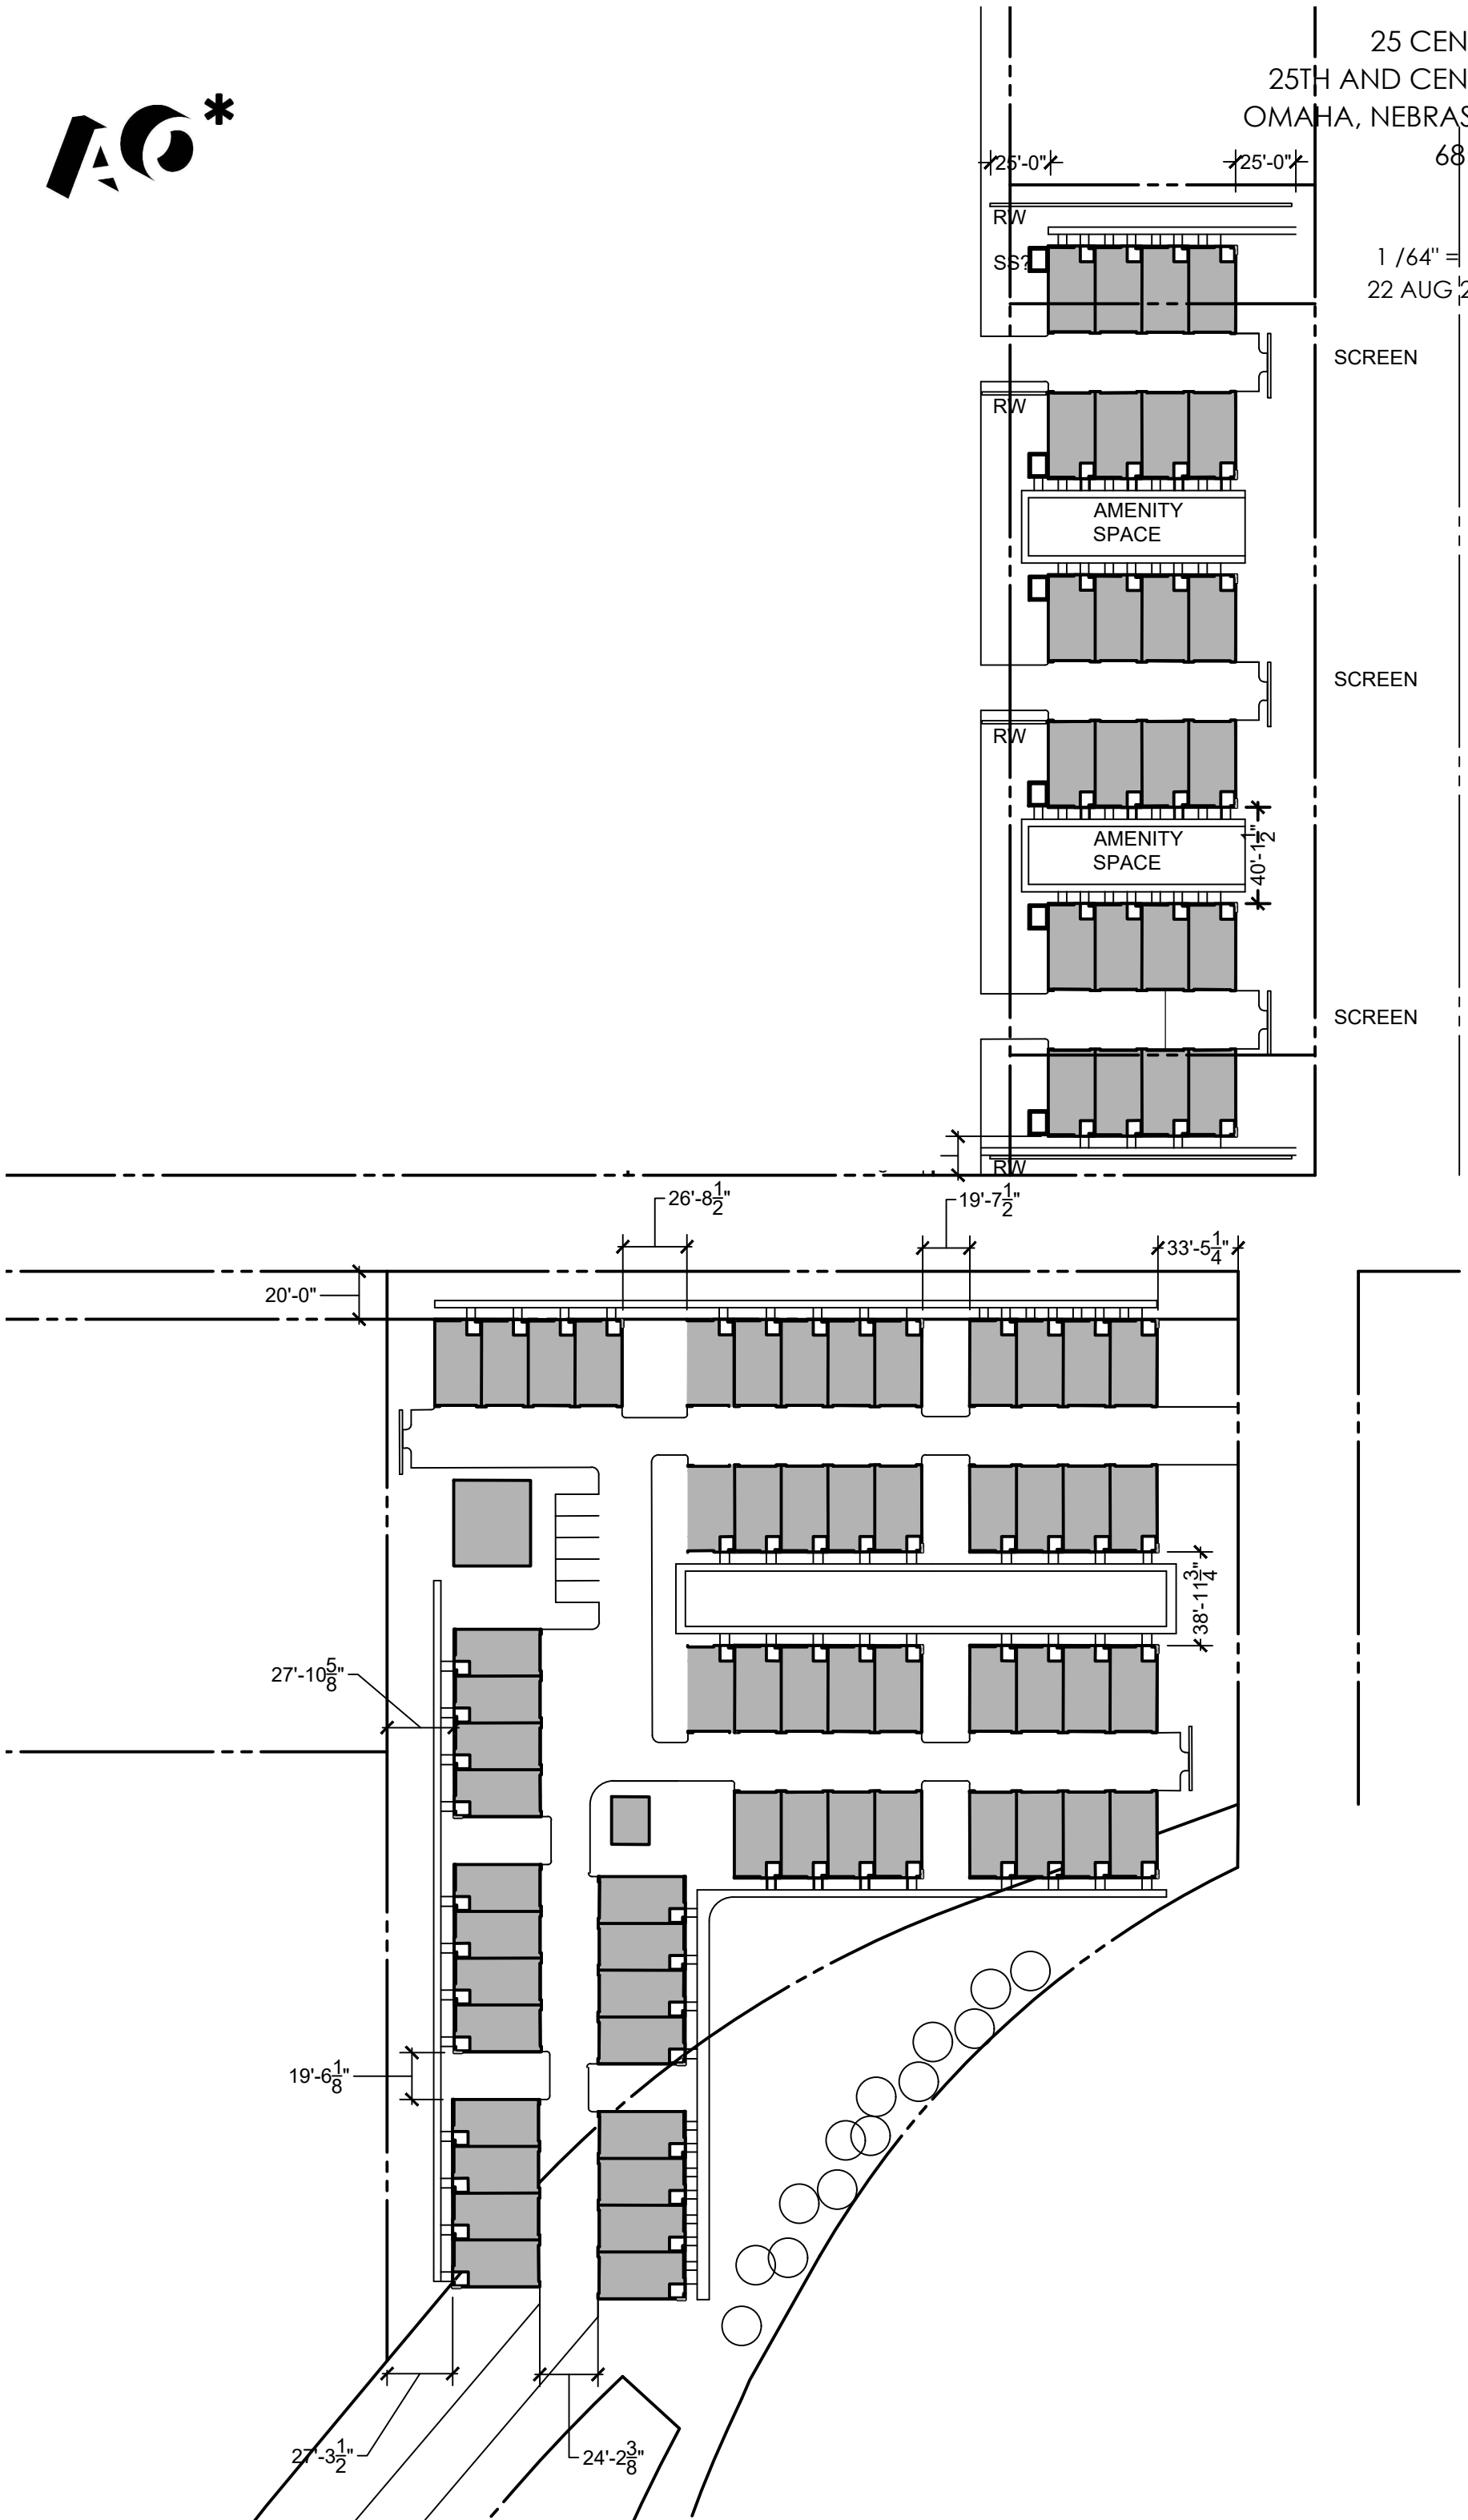 AO*
25 CEN
25TH AND CEN
OMAHA, NEBRAS
68
25'-0"
25'-0"
RW
SS?
1 /64" =
22 AUG 2
SCREEN
RW
AMENITY
SPACE
SCREEN
RW
AMENITY
SPACE
40'-1 1/2"
SCREEN
RW
26'-8 1/2"
19'-7 1/2"
33'-5 1/4"
20'-0"
38'-11 3/4"
27'-10 5/8"
19'-6 1/8"
27'-3 1/2"
24'-2 3/8"